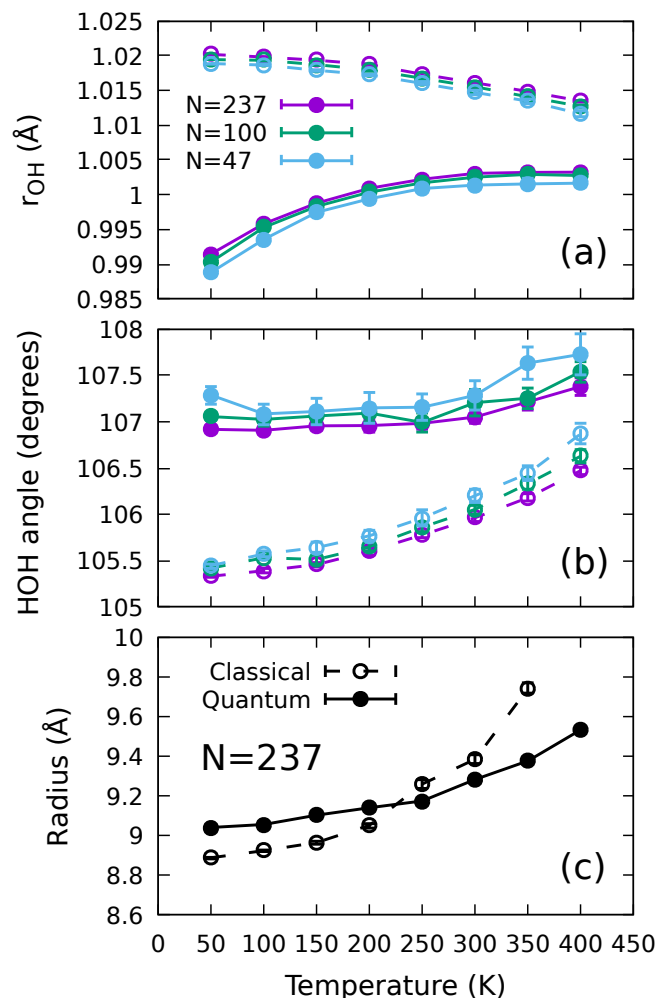 1.025
1.02
1.015
1.01
1.005
1
0.995
0.99
0.985
rOH (Å)
N=237
N=100
N=47
(a)
108
107.5
107
106.5
106
105.5
105
HOH angle (degrees)
(b)
10
9.8
9.6
9.4
9.2
9
8.8
8.6
Radius (Å)
Classical
Quantum
N=237
(c)
0 50 100 150 200 250 300 350 400 450
Temperature (K)